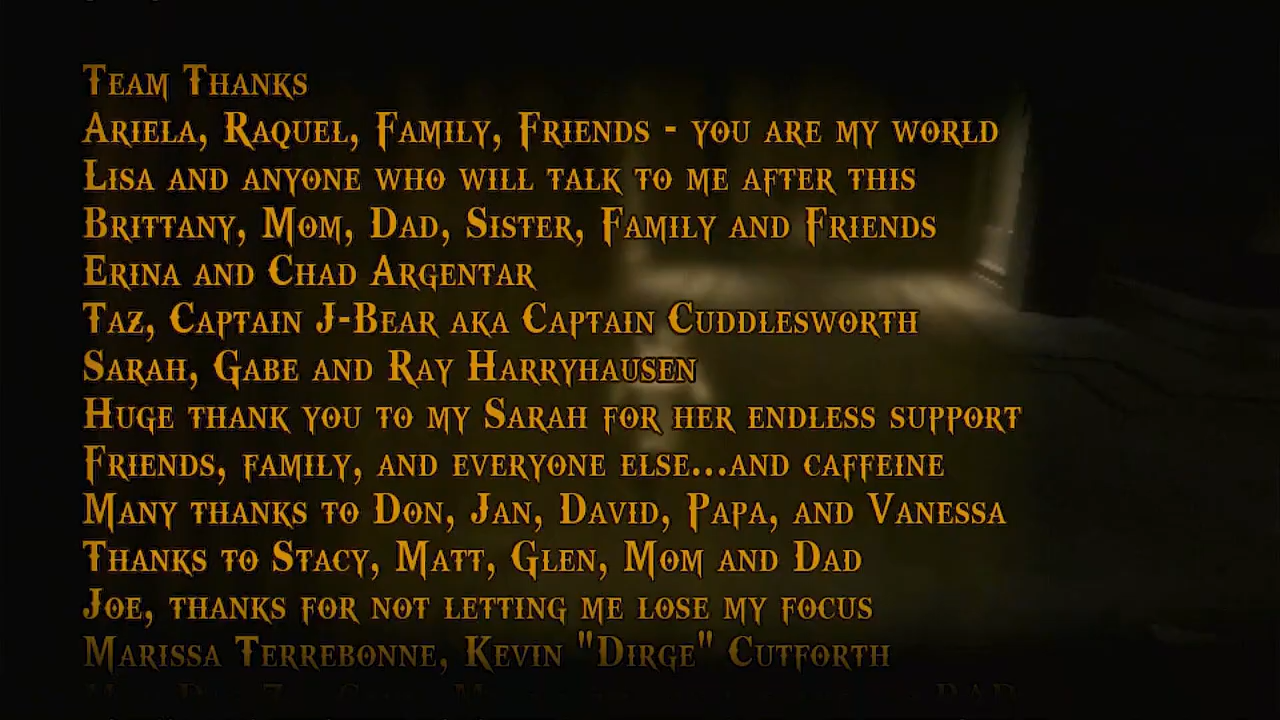 Team Thanks
Ariela, Raquel, Family, Friends - you are my world
Lisa and anyone who will talk to me after this
Brittany, Mom, Dad, Sister, Family and Friends
Erina and Chad Argentar
Taz, Captain J-Bear aka Captain Cuddlesworth
Sarah, Gabe and Ray Harryhausen
Huge thank you to my Sarah for her endless support
Friends, family, and everyone else...and caffeine
Many thanks to Don, Jan, David, Papa, and Vanessa
Thanks to Stacy, Matt, Glen, Mom and Dad
Joe, thanks for not letting me lose my focus
Marissa Terrebonne, Kevin "Dirge" Cutforth